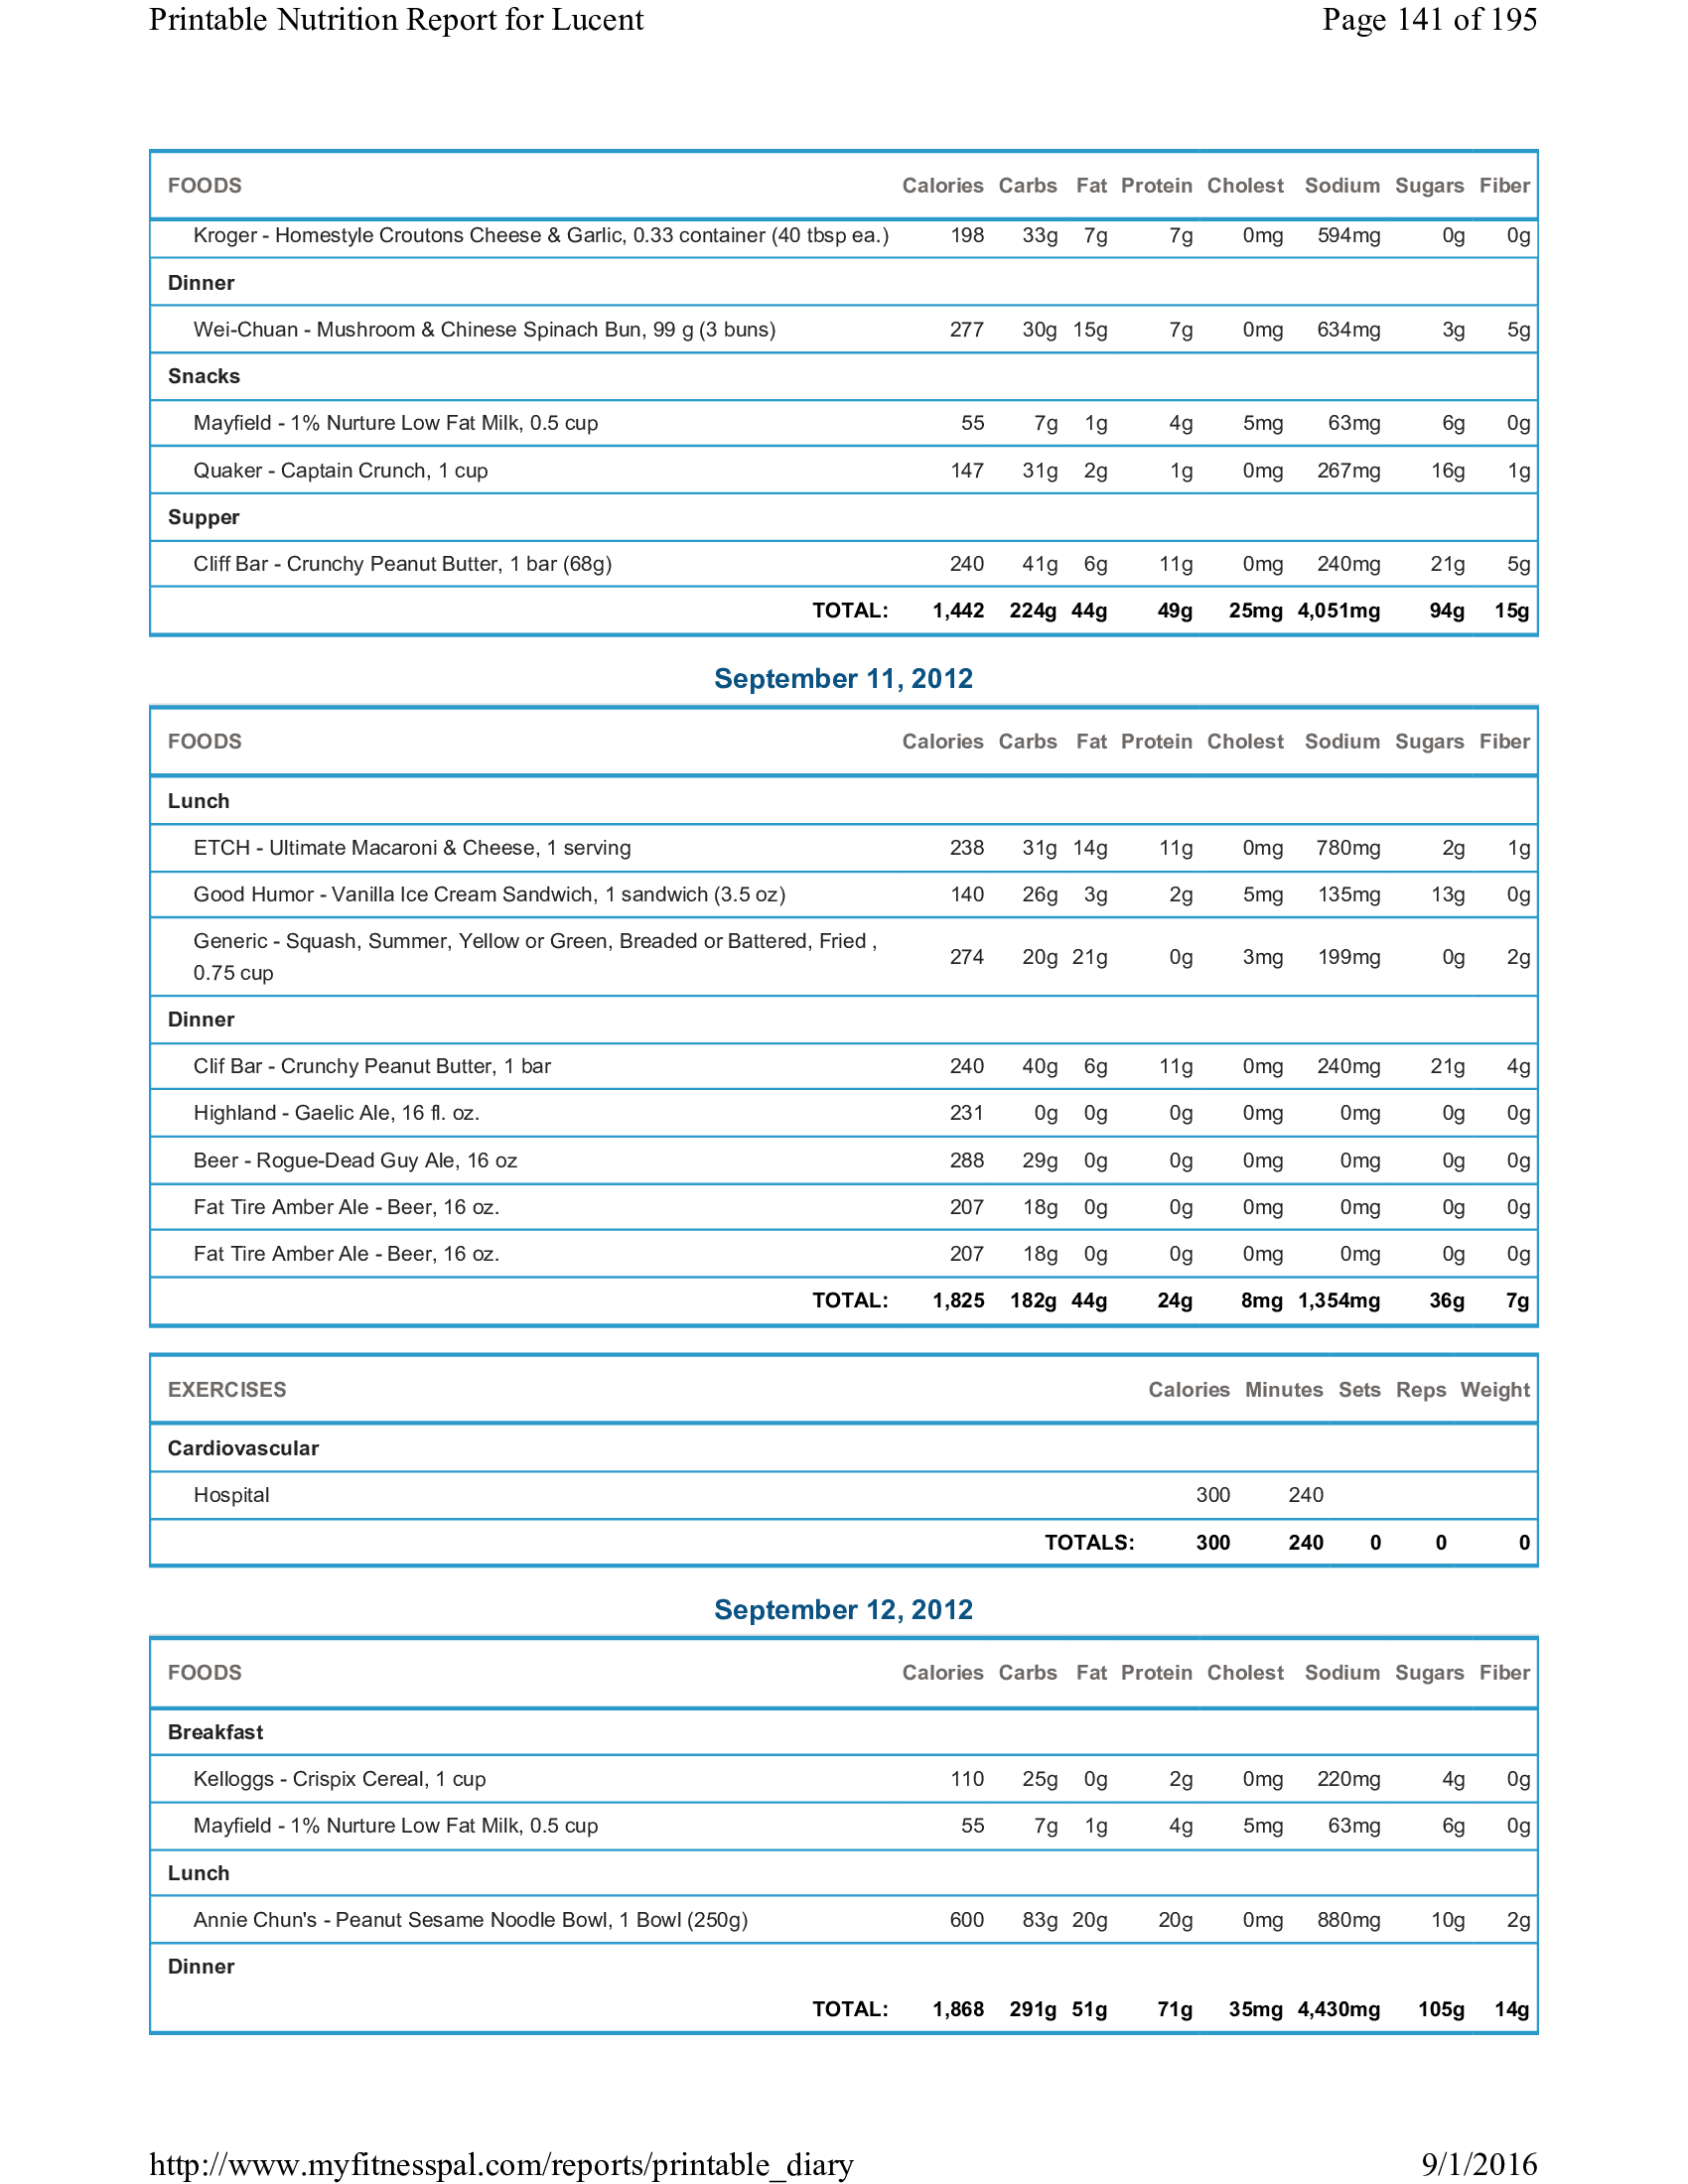 Printable Nutrition Report for Lucent Page 141 of 195
FOODS Calories Carbs Fat Protein Cholest Sodium Sugars Fiber
Kroger - Homestyle Croutons Cheese & Garlic, 0.33 container (40 tbsp ea.) 198 33g 7g 7g 0mg 594mg 0g 0g
Dinner
Wei-Chuan - Mushroom & Chinese Spinach Bun, 99 g (3 buns) 277 30g 15g 7g 0mg 634mg 3g 5g
Snacks
Mayfield - 1% Nurture Low Fat Milk, 0.5 cup 55 7g 1g 4g 5mg 63mg 6g 0g
Quaker - Captain Crunch, 1 cup 147 31g 2g 1g 0mg 267mg 16g 1g
Supper
Cliff Bar - Crunchy Peanut Butter, 1 bar (68g) 240 41g 6g 11g 0mg 240mg 21g 5g
TOTAL: 1,442 224g 44g 49g 25mg 4,051mg 94g 15g
September 11, 2012
FOODS Calories Carbs Fat Protein Cholest Sodium Sugars Fiber
Lunch
ETCH - Ultimate Macaroni & Cheese, 1 serving 238 31g 14g 11g 0mg 780mg 2g 1g
Good Humor - Vanilla Ice Cream Sandwich, 1 sandwich (3.5 oz) 140 26g 3g 2g 5mg 135mg 13g 0g
Generic - Squash, Summer, Yellow or Green, Breaded or Battered, Fried ,
0.75 cup 274 20g 21g 0g 3mg 199mg 0g 2g
Dinner
Clif Bar - Crunchy Peanut Butter, 1 bar 240 40g 6g 11g 0mg 240mg 21g 4g
Highland - Gaelic Ale, 16 fl. oz. 231 0g 0g 0g 0mg 0mg 0g 0g
Beer - Rogue-Dead Guy Ale, 16 oz 288 29g 0g 0g 0mg 0mg 0g 0g
Fat Tire Amber Ale - Beer, 16 oz. 207 18g 0g 0g 0mg 0mg 0g 0g
Fat Tire Amber Ale - Beer, 16 oz. 207 18g 0g 0g 0mg 0mg 0g 0g
TOTAL: 1,825 182g 44g 24g 8mg 1,354mg 36g 7g
EXERCISES Calories Minutes Sets Reps Weight
Cardiovascular
Hospital 300 240
TOTALS: 300 240 0 0 0
September 12, 2012
FOODS Calories Carbs Fat Protein Cholest Sodium Sugars Fiber
Breakfast
Kelloggs - Crispix Cereal, 1 cup 110 25g 0g 2g 0mg 220mg 4g 0g
Mayfield - 1% Nurture Low Fat Milk, 0.5 cup 55 7g 1g 4g 5mg 63mg 6g 0g
Lunch
Annie Chun's - Peanut Sesame Noodle Bowl, 1 Bowl (250g) 600 83g 20g 20g 0mg 880mg 10g 2g
Dinner
TOTAL: 1,868 291g 51g 71g 35mg 4,430mg 105g 14g
http://www.myfitnesspal.com/reports/printable_diary 9/1/2016